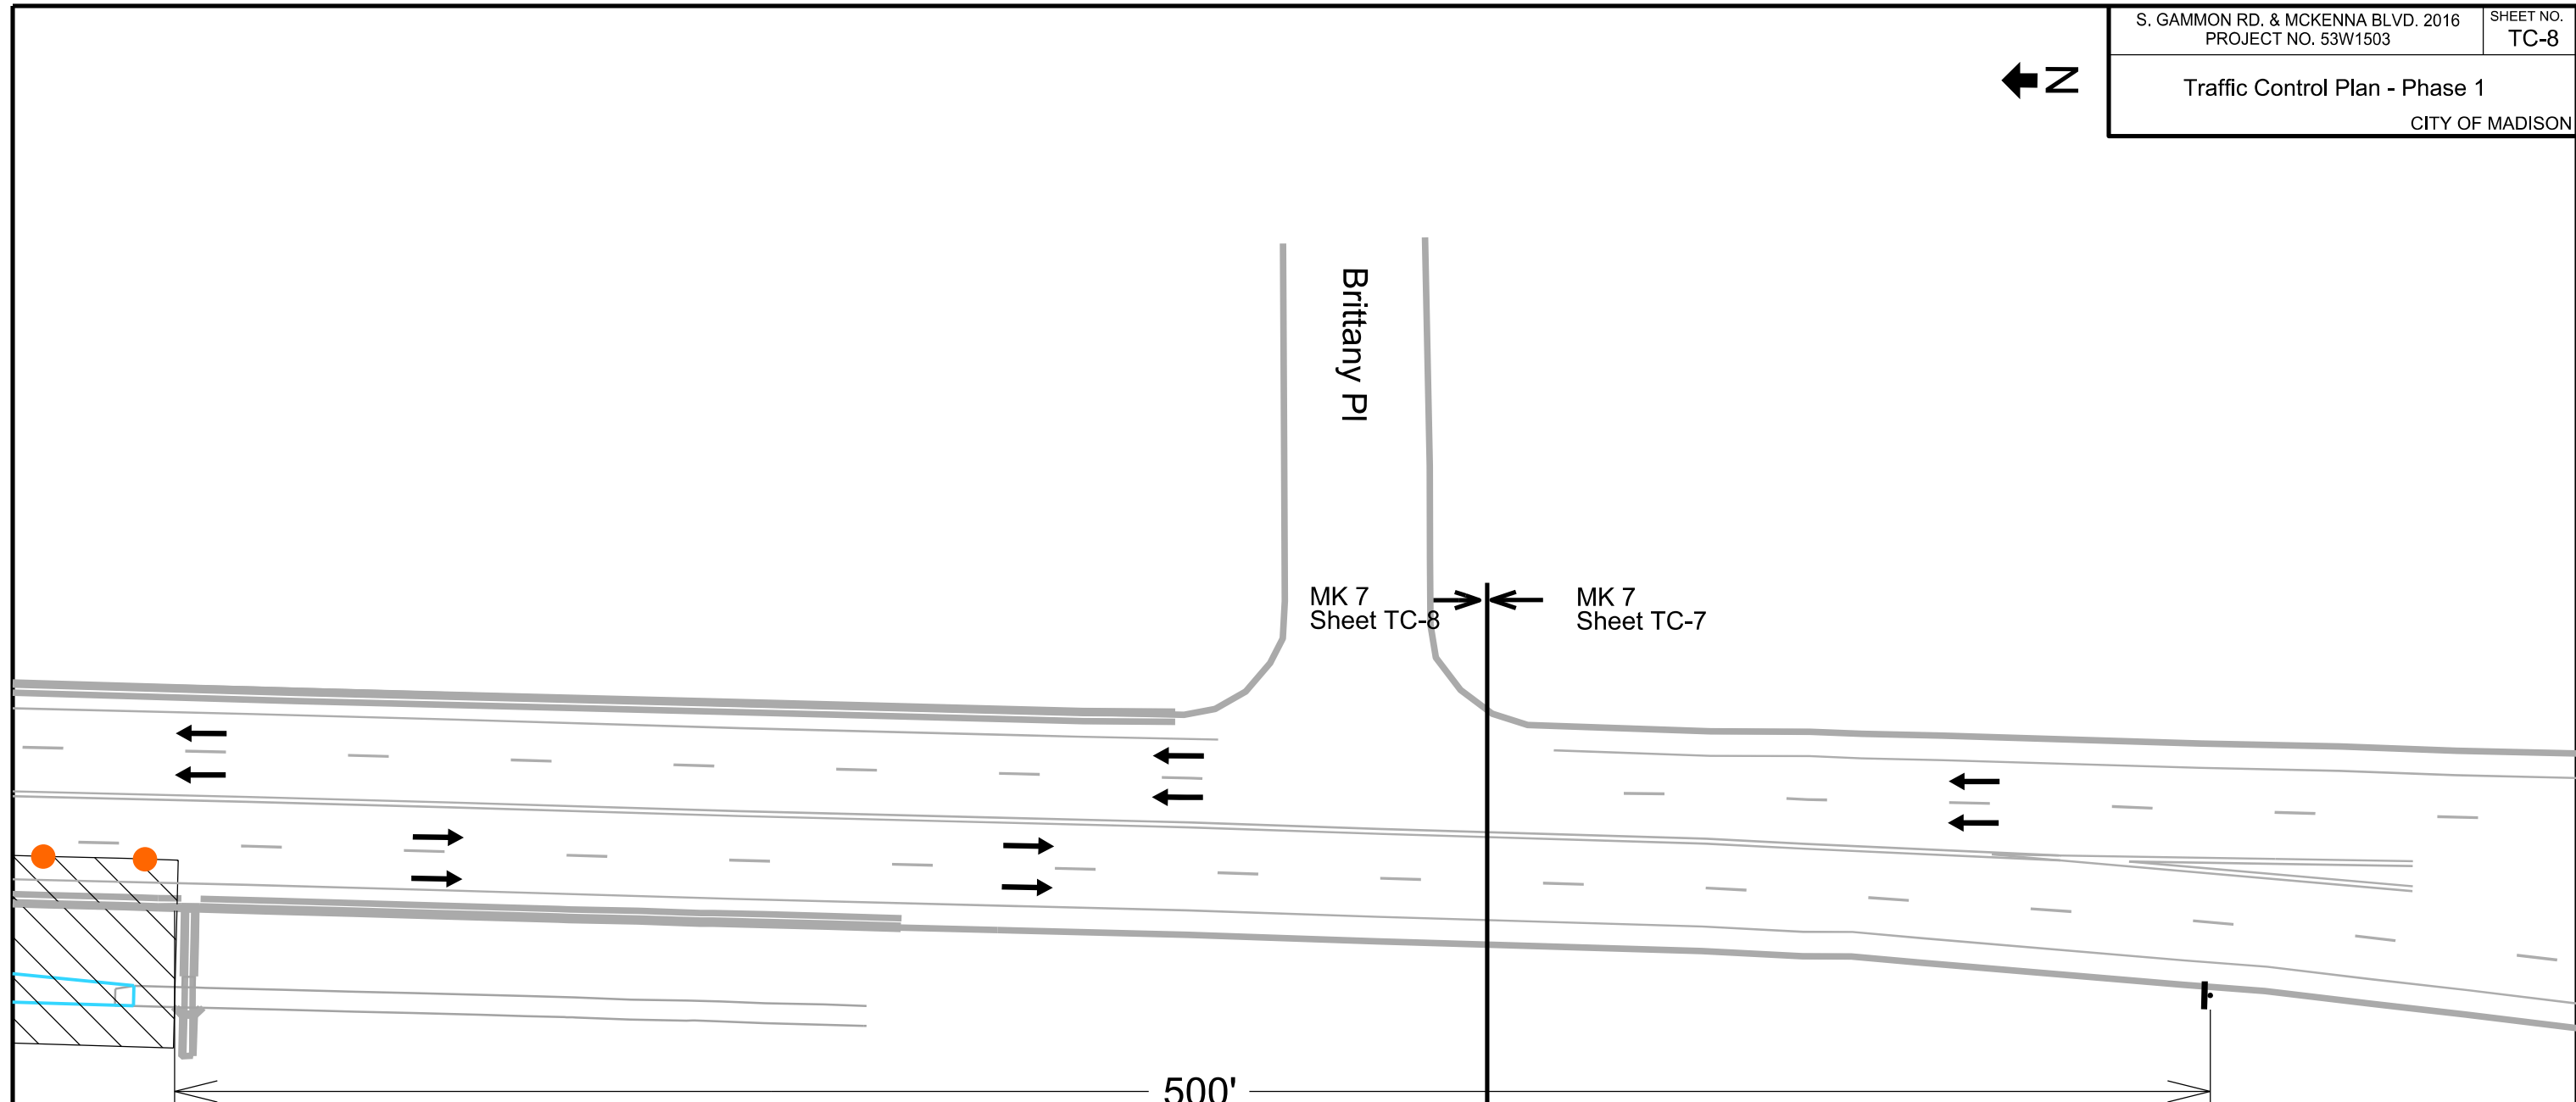 S. GAMMON RD. & MCKENNA BLVD. 2016
PROJECT NO. 53W1503
SHEET NO.
TC-8
Traffic Control Plan - Phase 1
CITY OF MADISON
N
Brittany Pl
MK 7
Sheet TC-8
MK 7
Sheet TC-7
500'